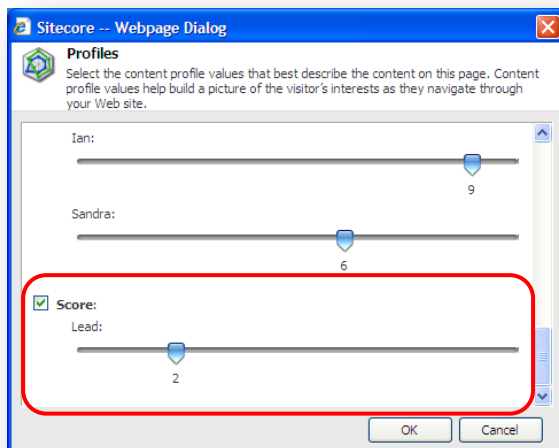 Sitecore -- Webpage Dialog
Profiles
Select the content profile values that best describe the content on this page. Content
profile values help build a picture of the visitor's interests as they navigate through
your Web site.
Ian:
9
Sandra:
6
Score:
Lead:
2
OK Cancel